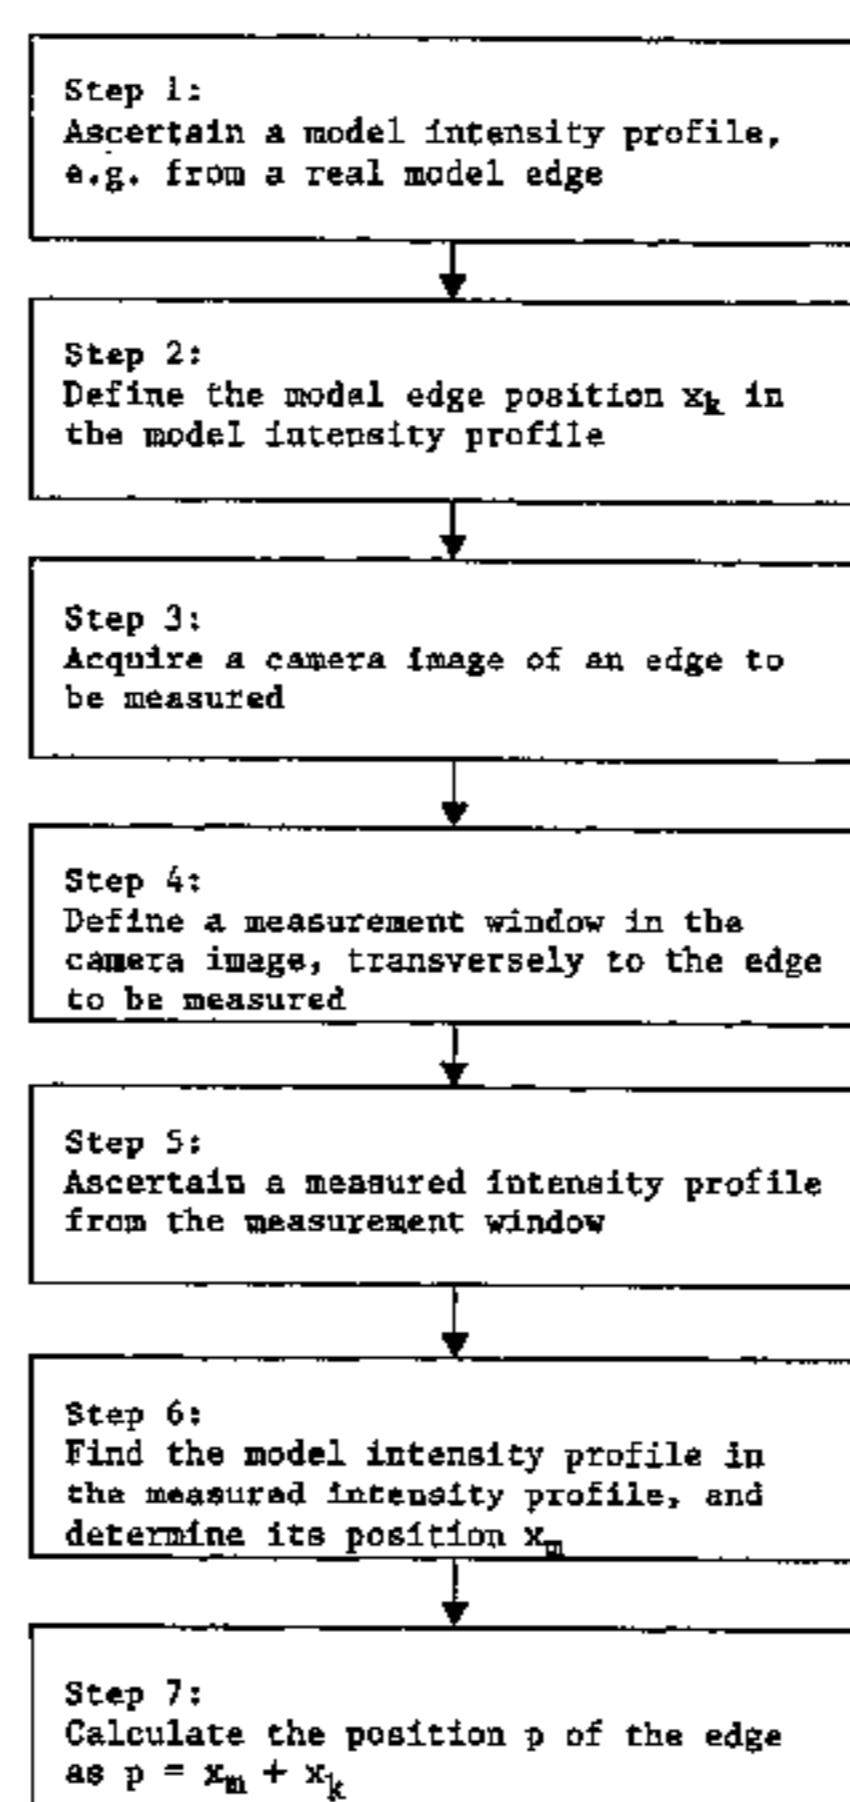 Step 1:
Ascertain a model intensity profile,
e.g. from a real model edge
Step 2:
Define the model edge position xₖ in
the model intensity profile
Step 3:
Acquire a camera image of an edge to
be measured
Step 4:
Define a measurement window in the
camera image, transversely to the edge
to be measured
Step 5:
Ascertain a measured intensity profile
from the measurement window
Step 6:
Find the model intensity profile in
the measured intensity profile, and
determine its position xₘ
Step 7:
Calculate the position p of the edge
as p = xₘ + xₖ